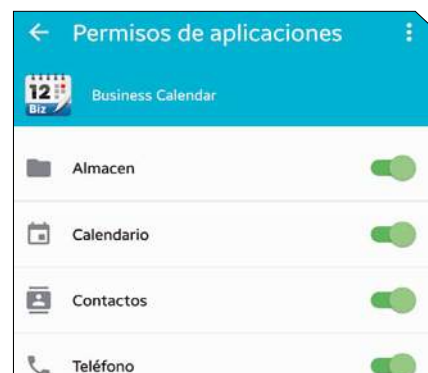 Permisos de aplicaciones
12
Biz
Business Calendar
Almacen
Calendario
Contactos
Teléfono